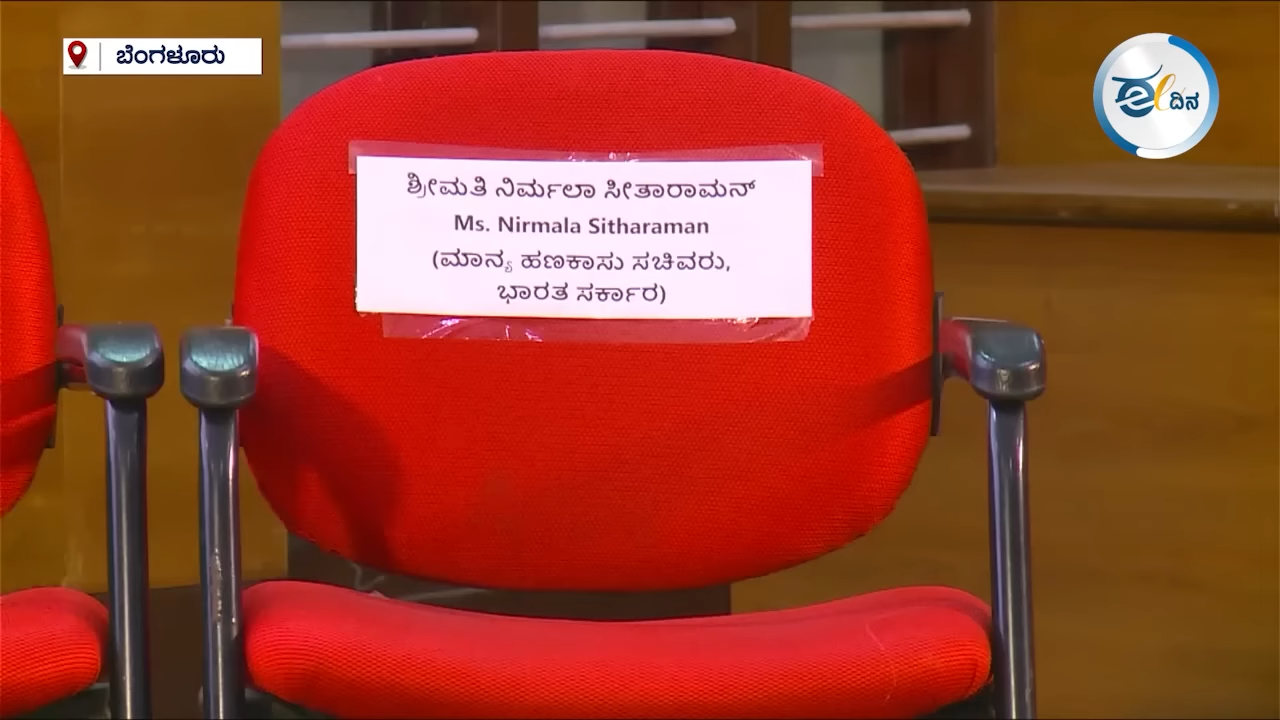 ಬೆಂಗಳೂರು
ದಿನ
ಶ್ರೀಮತಿ ನಿರ್ಮಲಾ ಸೀತಾರಾಮನ್
Ms. Nirmala Sitharaman
(ಮಾನ್ಯ ಹಣಕಾಸು ಸಚಿವರು,
ಭಾರತ ಸರ್ಕಾರ)